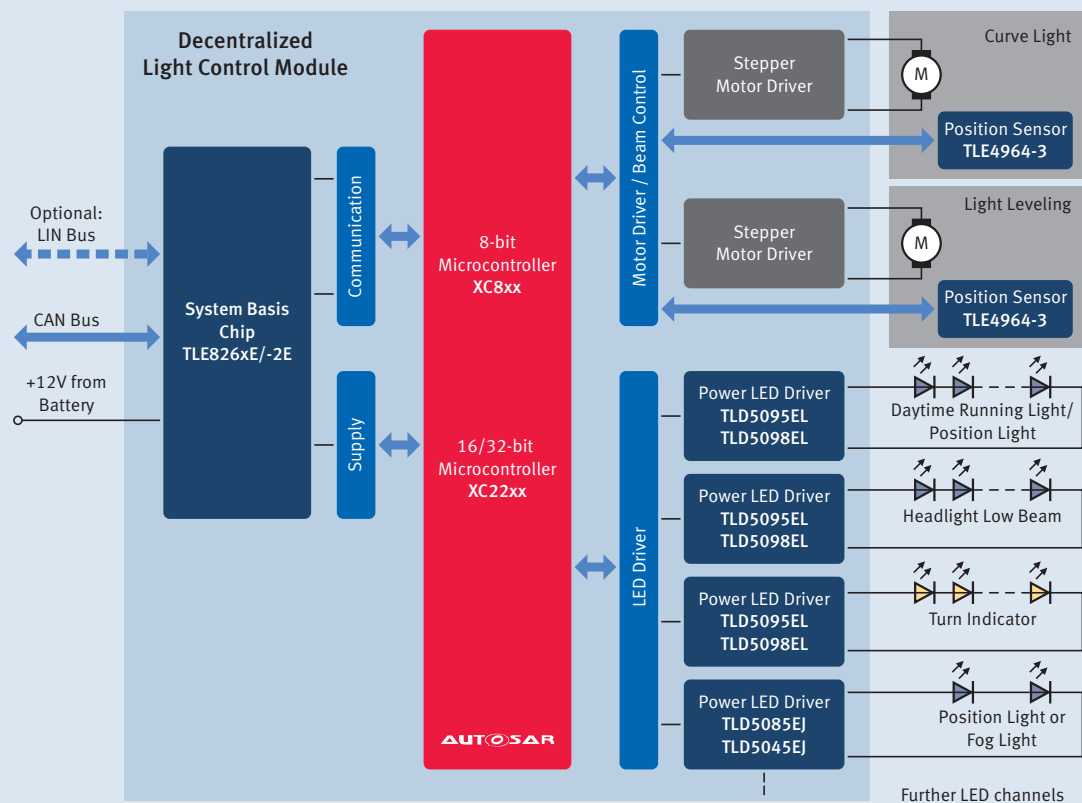 Decentralized
Light Control Module
Optional:
LIN Bus
CAN Bus
+12V from
Battery
System Basis
Chip
TLE826xE/-2E
Communication
Supply
8-bit
Microcontroller
XC8xx
16/32-bit
Microcontroller
XC22xx
AUTOSAR
Motor Driver / Beam Control
LED Driver
Stepper
Motor Driver
Stepper
Motor Driver
Curve Light
M
Position Sensor
TLE4964-3
Light Leveling
M
Position Sensor
TLE4964-3
Power LED Driver
TLD5095EL
TLD5098EL
Daytime Running Light/
Position Light
Power LED Driver
TLD5095EL
TLD5098EL
Headlight Low Beam
Power LED Driver
TLD5095EL
TLD5098EL
Turn Indicator
Power LED Driver
TLD5085EJ
TLD5045EJ
Position Light or
Fog Light
Further LED channels